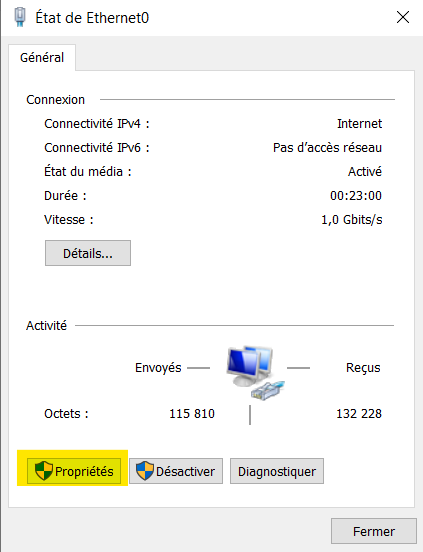 État de Ethernet0
Général
Connexion
Connectivité IPv4 : Internet
Connectivité IPv6 : Pas d’accès réseau
État du média : Activé
Durée : 00:23:00
Vitesse : 1,0 Gbits/s
Détails...
Activité
Envoyés Reçus
Octets : 115 810 132 228
Propriétés Désactiver Diagnostiquer
Fermer